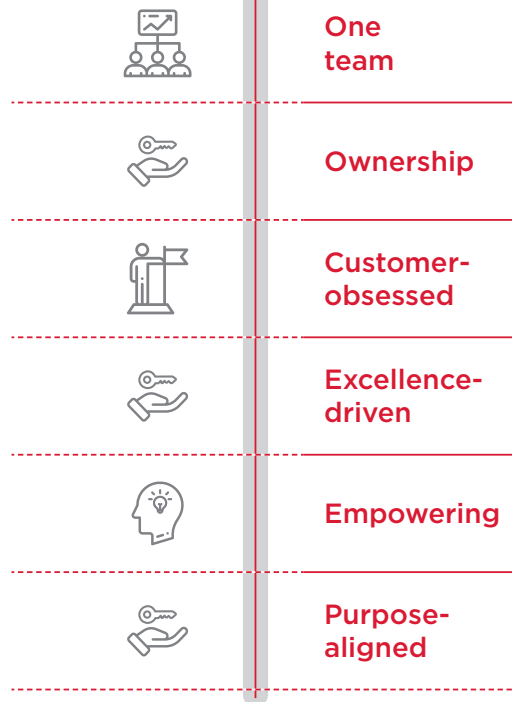 One
team
Ownership
Customer-
obsessed
Excellence-
driven
Empowering
Purpose-
aligned